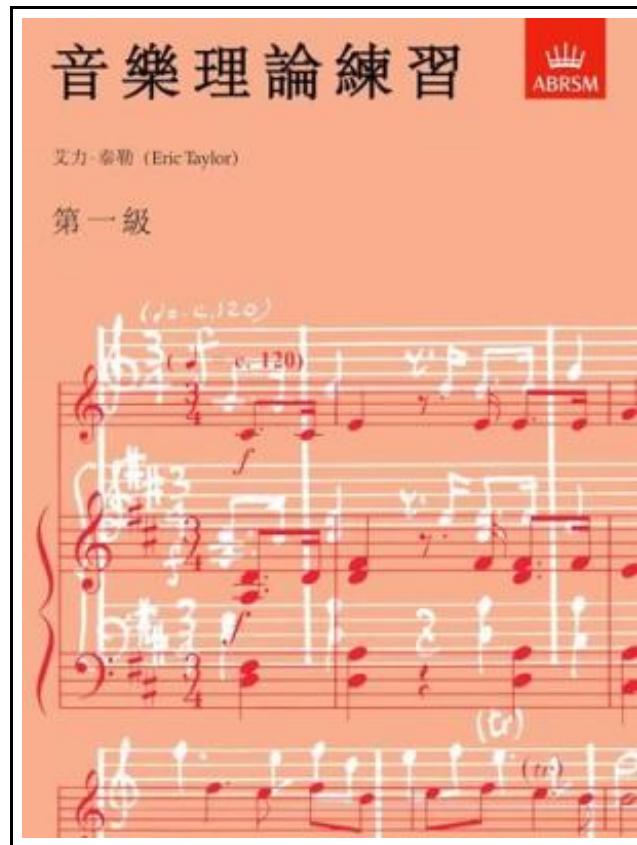 音樂理論練習
ABRSM
艾力·泰勒 (Eric Taylor)
第一級
(♩=c.120)
(♩ c. 120)
f
f
(tr)
(tr)